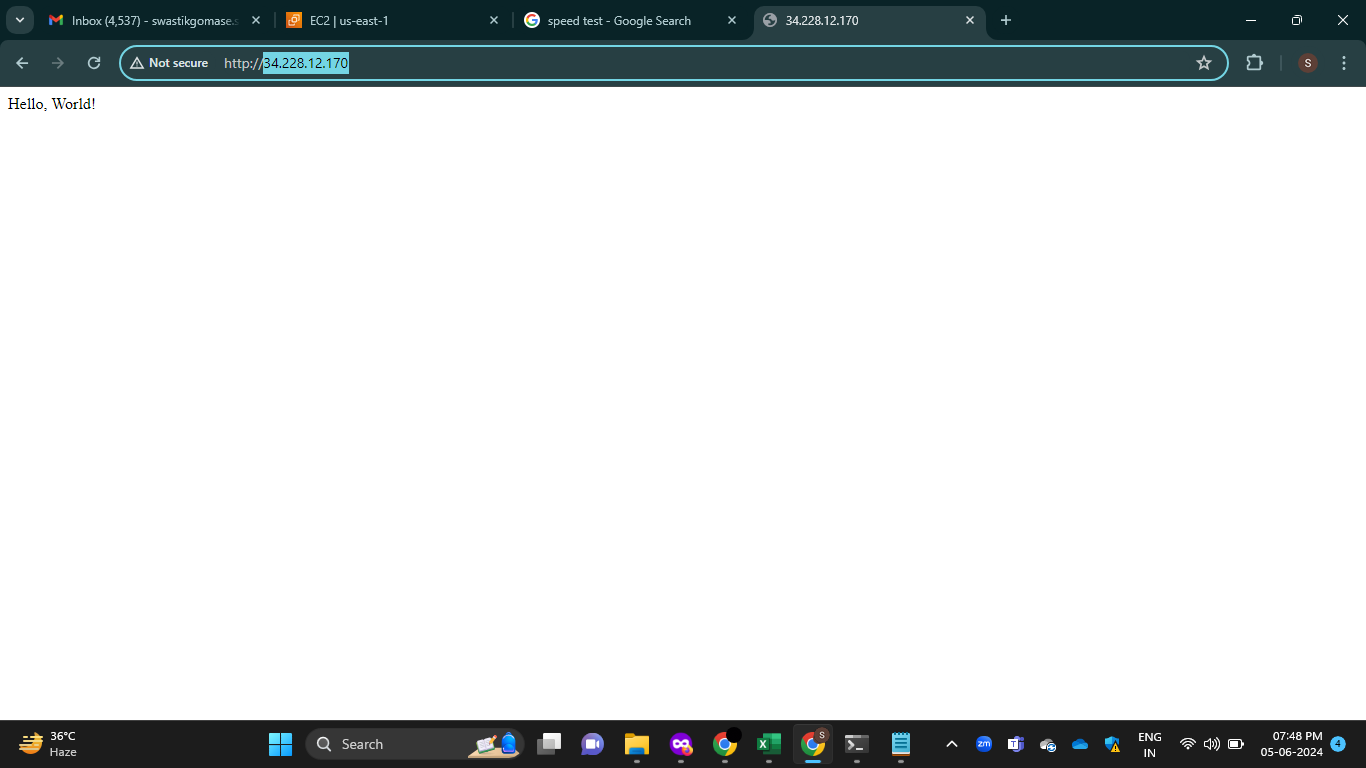 Inbox (4,537) - swastikgomase.s
EC2 | us-east-1
speed test - Google Search
34.228.12.170
Not secure
http://34.228.12.170
S
Hello, World!
36°C
Haze
Search
S
zm
ENG
IN
07:48 PM
05-06-2024
4